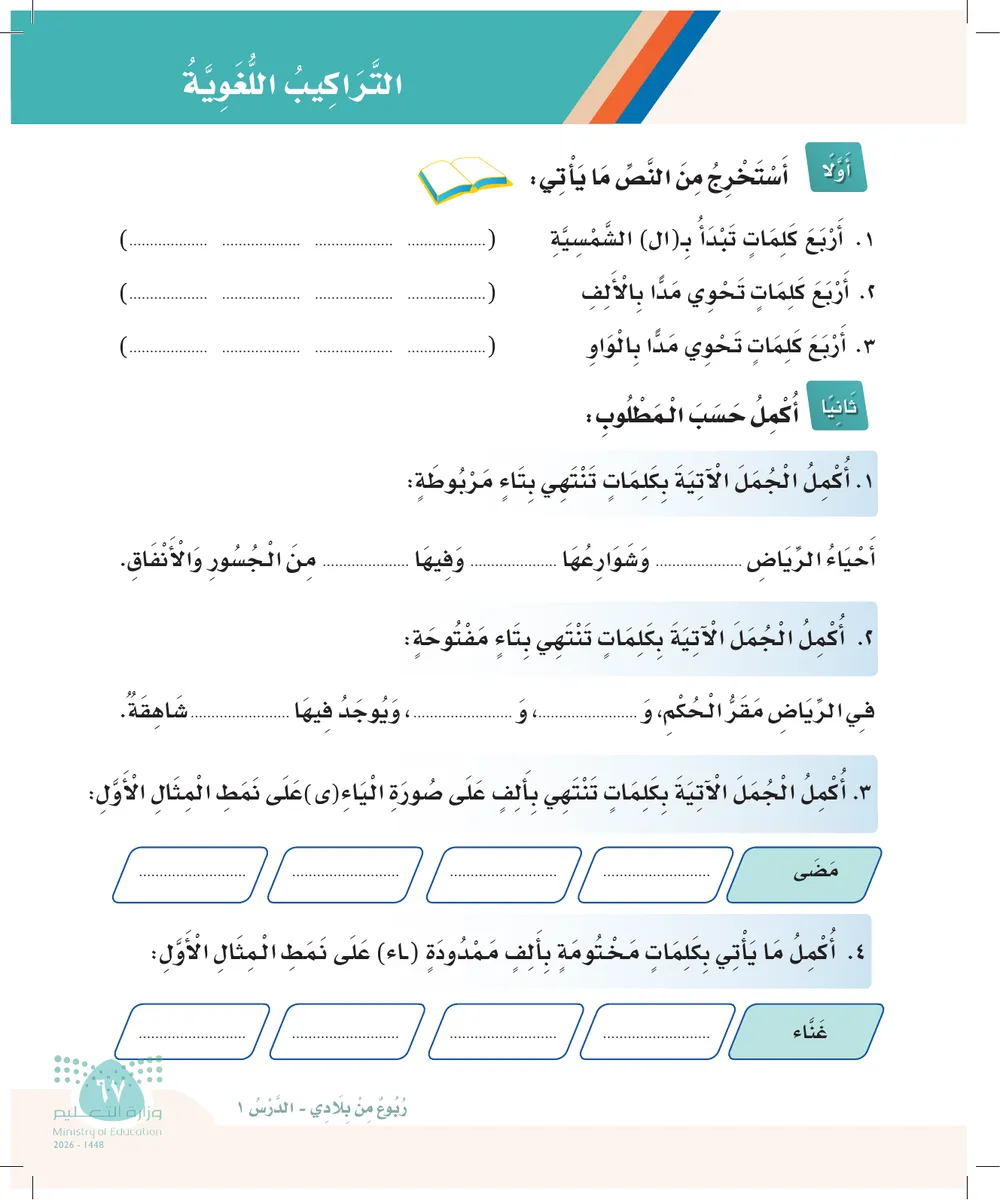 التَّرَاكِيبُ اللُّغَوِيَّةُ
أَوَّلًا
أَسْتَخْرِجُ مِنَ النَّصِّ مَا يَأْتِي:
١. أَرْبَعَ كَلِمَاتٍ تَبْدَأُ بِـ(ال) الشَّمْسِيَّةِ (................... ................... ................... ...................)
٢. أَرْبَعَ كَلِمَاتٍ تَحْوِي مَدًّا بِالْأَلِفِ (................... ................... ................... ...................)
٣. أَرْبَعَ كَلِمَاتٍ تَحْوِي مَدًّا بِالْوَاوِ (................... ................... ................... ...................)
ثَانِيًا
أُكْمِلُ حَسَبَ الْمَطْلُوبِ:
١. أُكْمِلُ الْجُمَلَ الْآتِيَةَ بِكَلِمَاتٍ تَنْتَهِي بِتَاءٍ مَرْبُوطَةٍ:
أَحْيَاءُ الرِّيَاضِ ..................... وَشَوَارِعُهَا ..................... وَفِيهَا ..................... مِنَ الْجُسُورِ وَالْأَنْفَاقِ.
٢. أُكْمِلُ الْجُمَلَ الْآتِيَةَ بِكَلِمَاتٍ تَنْتَهِي بِتَاءٍ مَفْتُوحَةٍ:
فِي الرِّيَاضِ مَقَرُّ الْحُكْمِ، وَ ........................، وَ ........................، وَيُوجَدُ فِيهَا ........................ شَاهِقَةٌ.
٣. أُكْمِلُ الْجُمَلَ الْآتِيَةَ بِكَلِمَاتٍ تَنْتَهِي بِأَلِفٍ عَلَى صُورَةِ الْيَاءِ (ى) عَلَى نَمَطِ الْمِثَالِ الْأَوَّلِ:
مَضَى .......................... .......................... .......................... ..........................
٤. أُكْمِلُ مَا يَأْتِي بِكَلِمَاتٍ مَخْتُومَةٍ بِأَلِفٍ مَمْدُودَةٍ (ـاء) عَلَى نَمَطِ الْمِثَالِ الْأَوَّلِ:
غَنَّاء .......................... .......................... .......................... ..........................
رُبُوعٌ مِنْ بِلَادِي - الدَّرْسُ ١
٦٧
وزارة التعليم
Ministry of Education
2026 - 1448